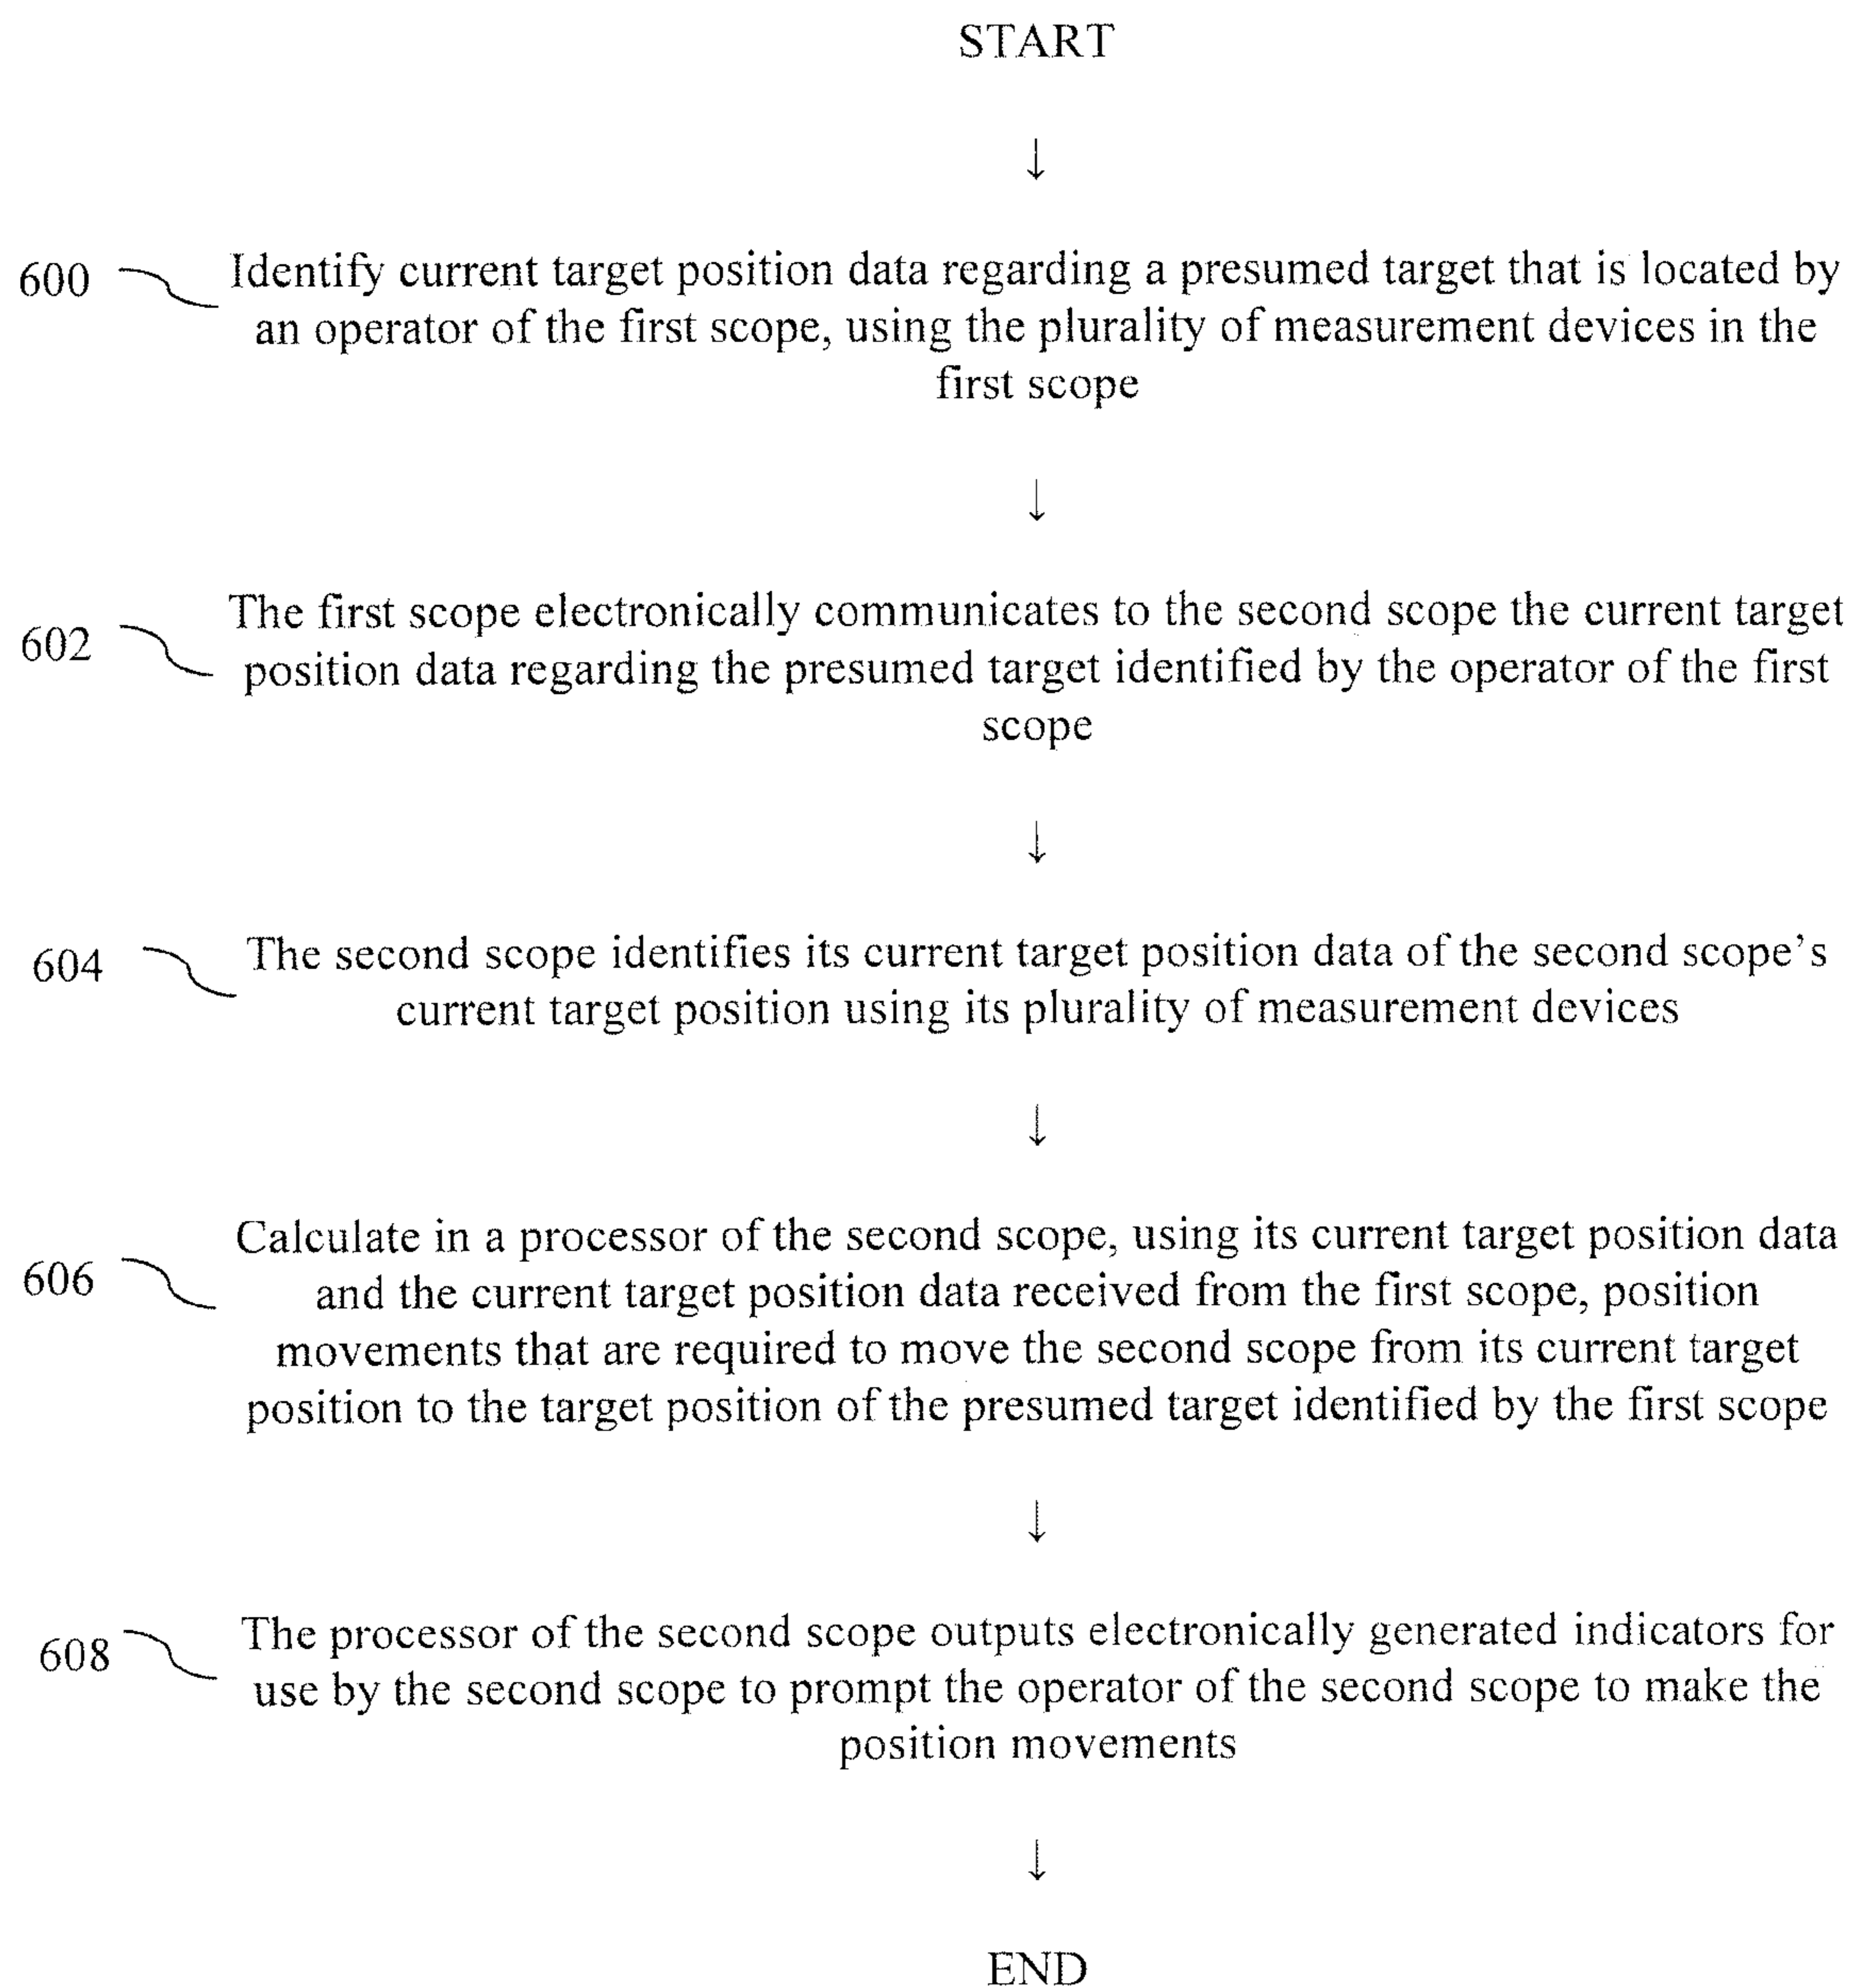 START
↓
600 Identify current target position data regarding a presumed target that is located by
an operator of the first scope, using the plurality of measurement devices in the
first scope
↓
602 The first scope electronically communicates to the second scope the current target
position data regarding the presumed target identified by the operator of the first
scope
↓
604 The second scope identifies its current target position data of the second scope’s
current target position using its plurality of measurement devices
↓
606 Calculate in a processor of the second scope, using its current target position data
and the current target position data received from the first scope, position
movements that are required to move the second scope from its current target
position to the target position of the presumed target identified by the first scope
↓
608 The processor of the second scope outputs electronically generated indicators for
use by the second scope to prompt the operator of the second scope to make the
position movements
↓
END